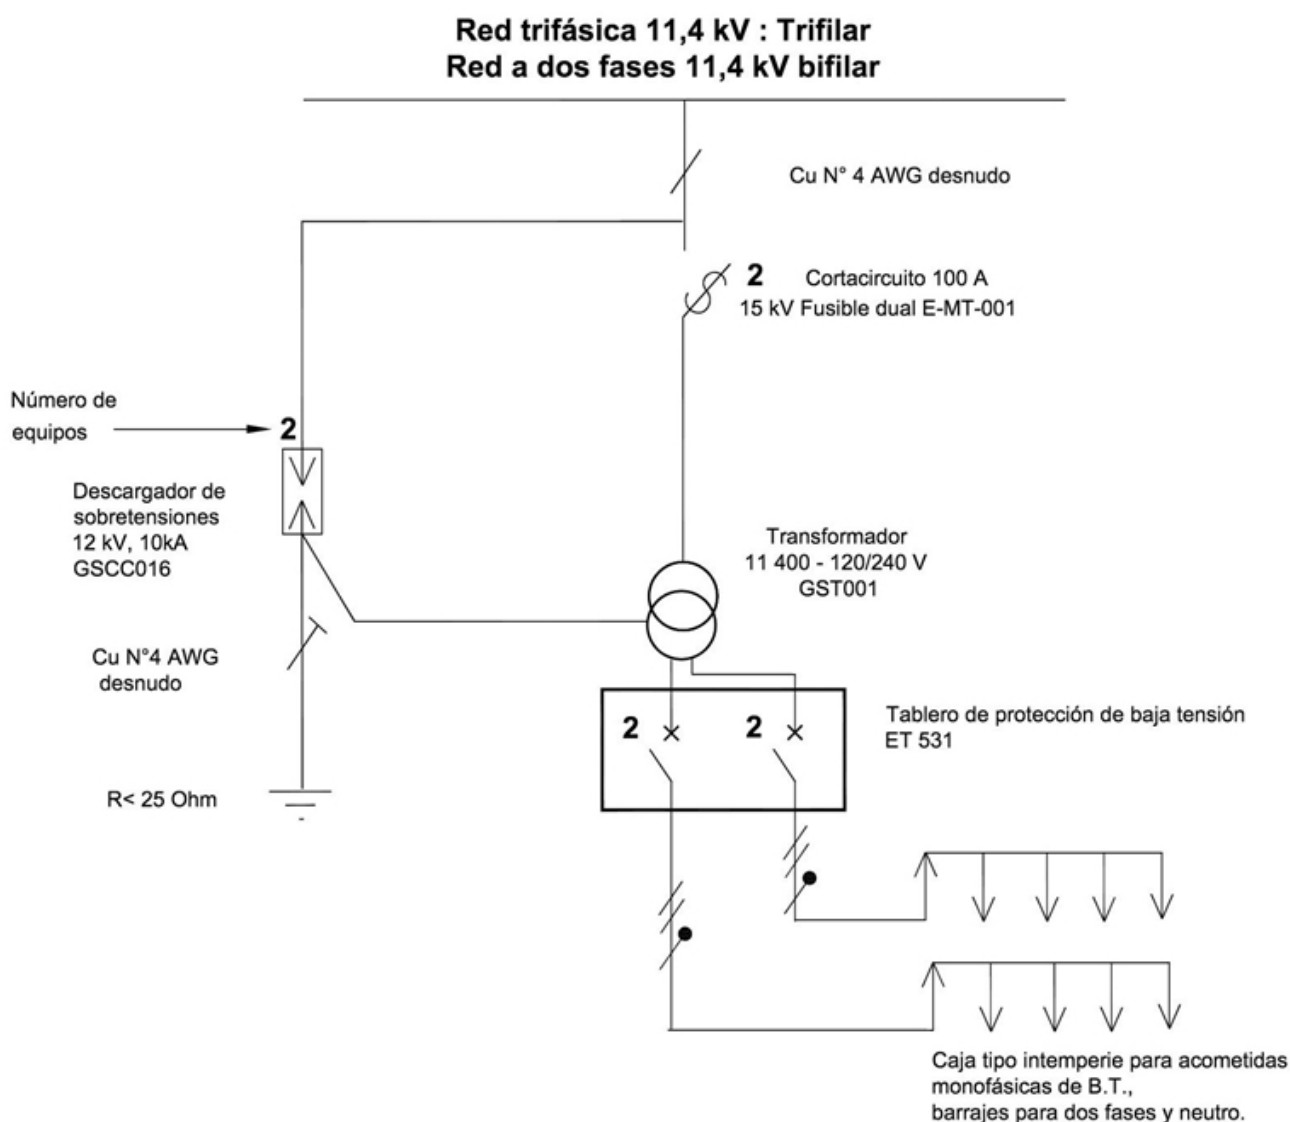 Red trifásica 11,4 kV : Trifilar
Red a dos fases 11,4 kV bifilar
Cu N° 4 AWG desnudo
2 Cortacircuito 100 A
15 kV Fusible dual E-MT-001
Número de
equipos
2
Descargador de
sobretensiones
12 kV, 10kA
GSCC016
Transformador
11 400 - 120/240 V
GST001
Cu N°4 AWG
desnudo
2
2
Tablero de protección de baja tensión
ET 531
R< 25 Ohm
Caja tipo intemperie para acometidas
monofásicas de B.T.,
barrajes para dos fases y neutro.